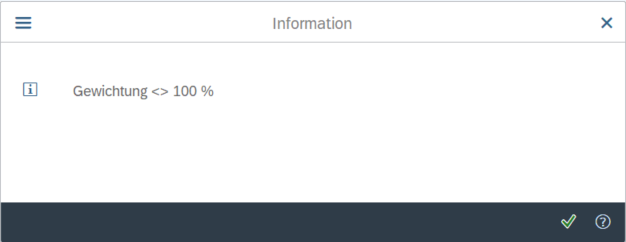 Information
Gewichtung <> 100 %